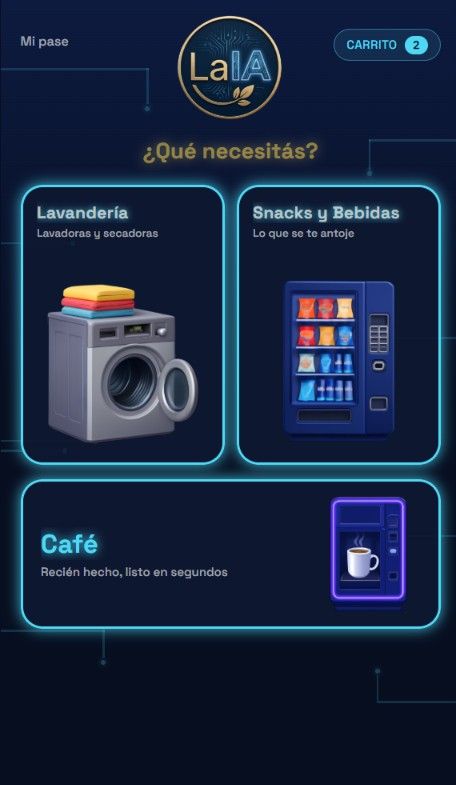 Mi pase
LaIA
CARRITO 2
¿Qué necesitás?
Lavandería
Lavadoras y secadoras
Snacks y Bebidas
Lo que se te antoje
Café
Recién hecho, listo en segundos